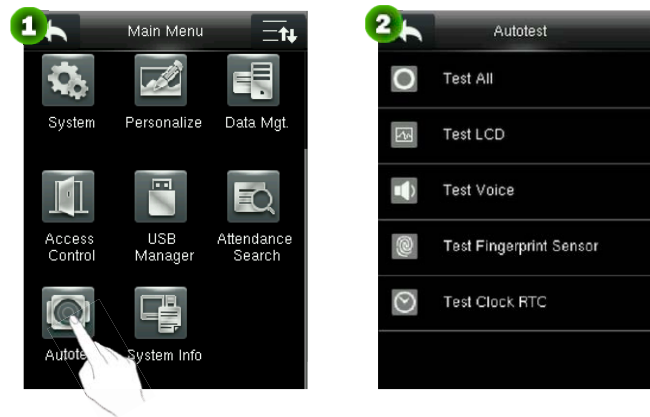 1
Main Menu
System
Personalize
Data Mgt.
Access
Control
USB
Manager
Attendance
Search
System Info
2
Autotest
Test All
Test LCD
Test Voice
Test Fingerprint Sensor
Test Clock RTC